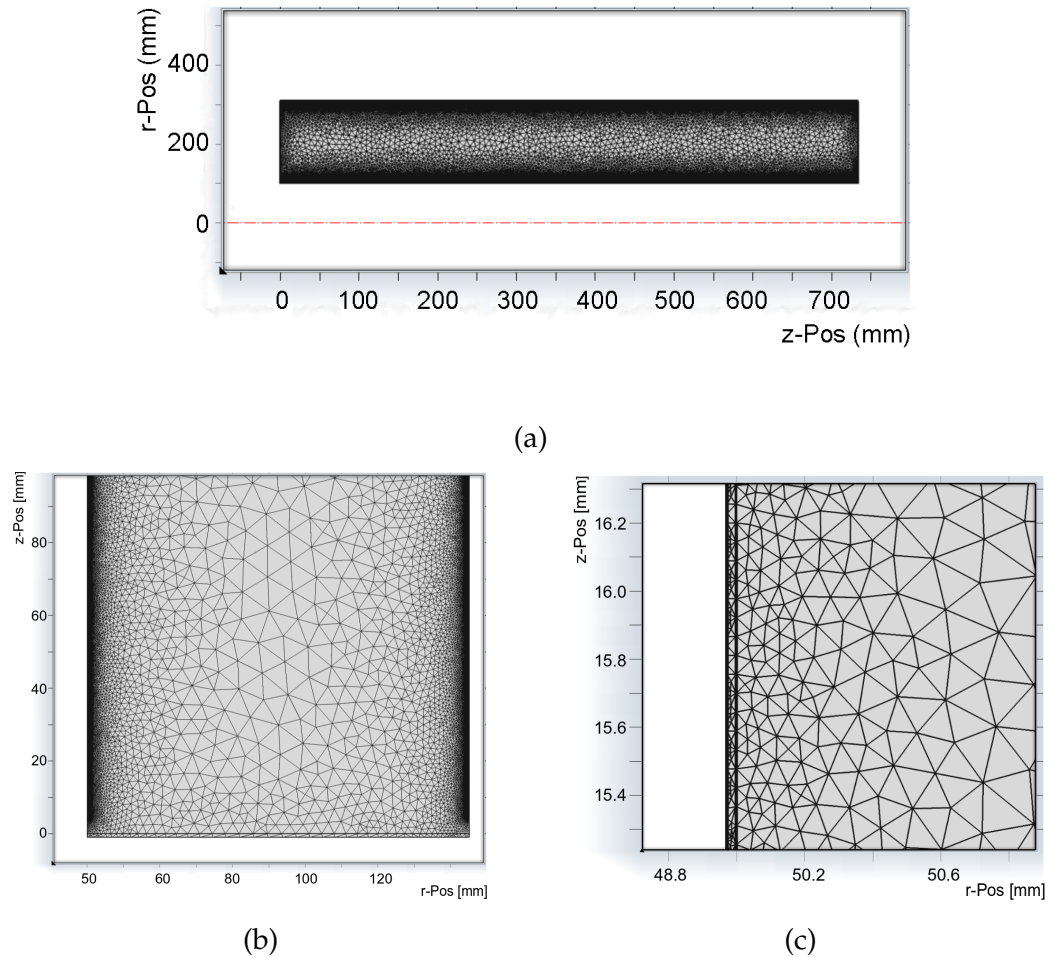 r-Pos (mm)
400
200
0
0 100 200 300 400 500 600 700
z-Pos (mm)
(a)
z-Pos [mm]
80
60
40
20
0
50 60 80 100 120
r-Pos [mm]
(b)
z-Pos [mm]
16.2
16.0
15.8
15.6
15.4
48.8 50.2 50.6
r-Pos [mm]
(c)